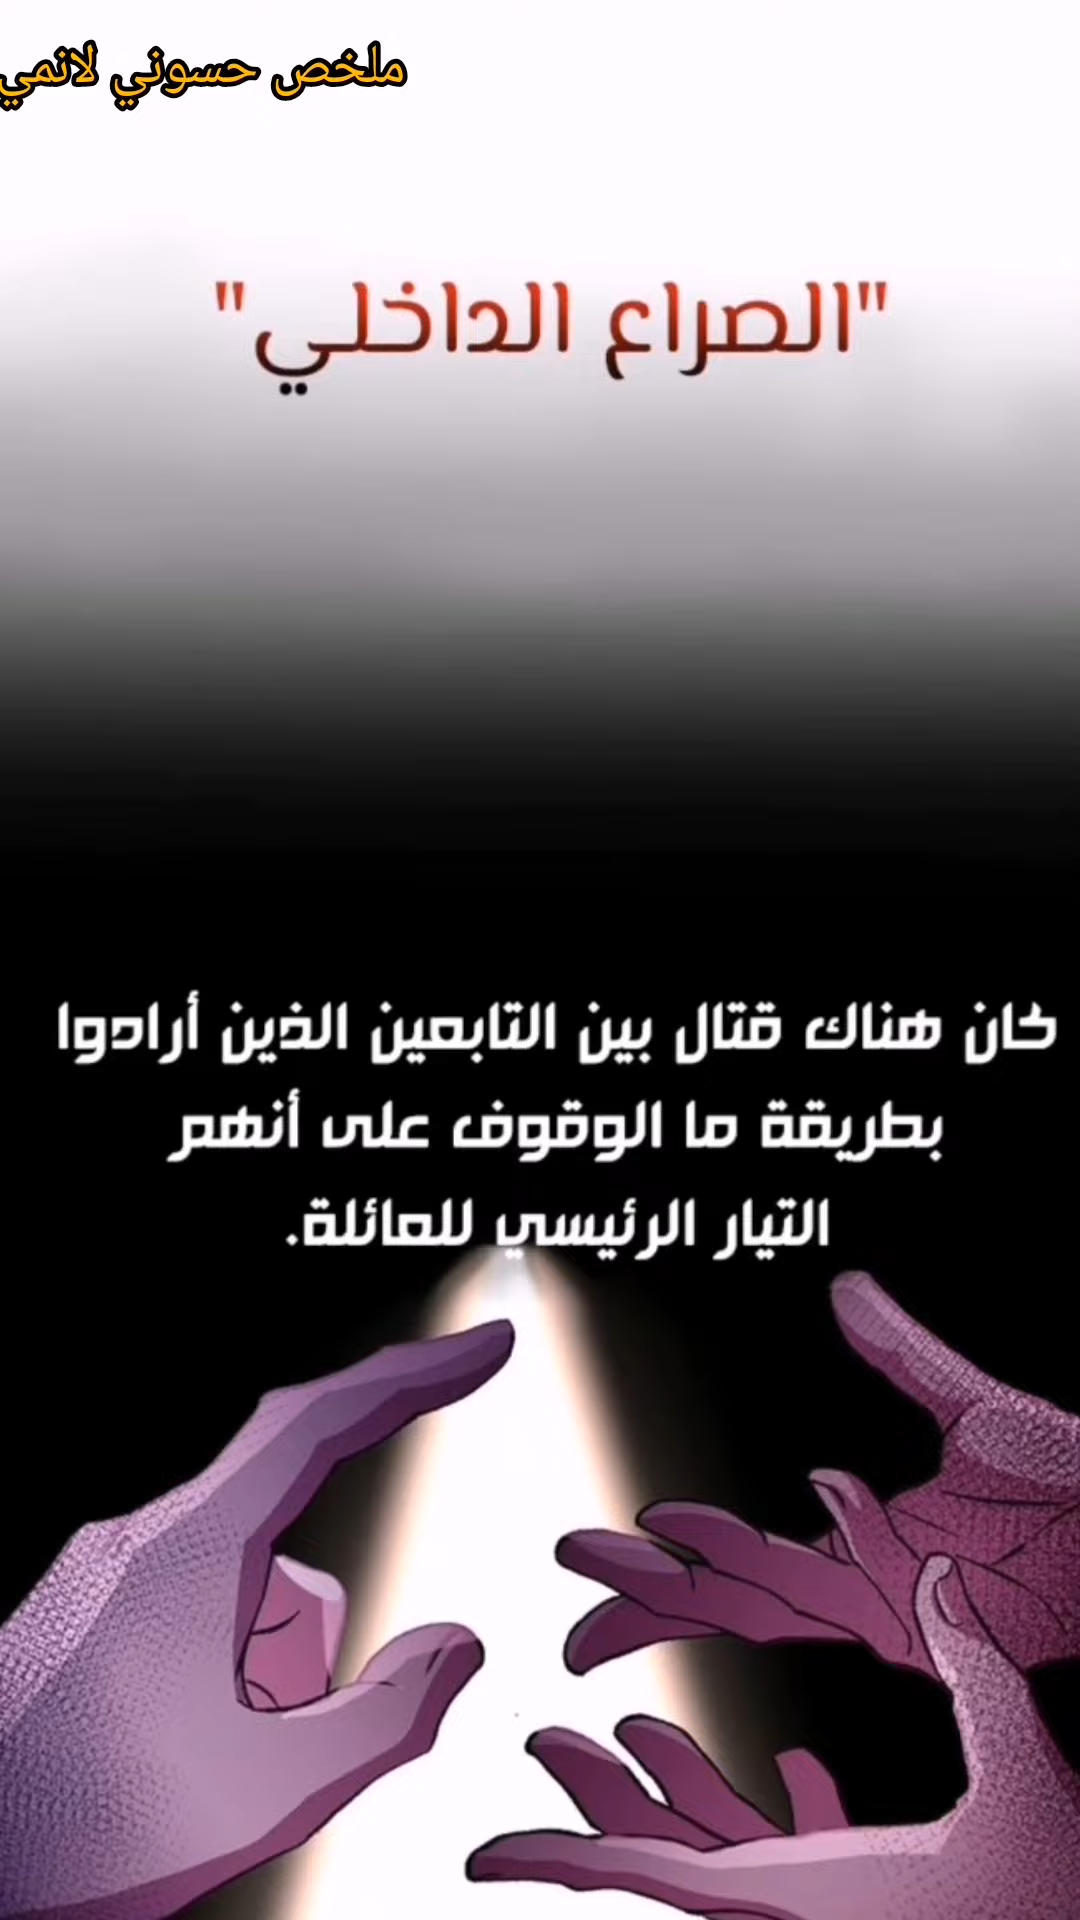 ملخص حسوني لانمي
"الصراع الداخلي"
كان هناك قتال بين التابعين الذين أرادوا
بطريقة ما الوقوف على أنهم
التيار الرئيسي للعائلة.